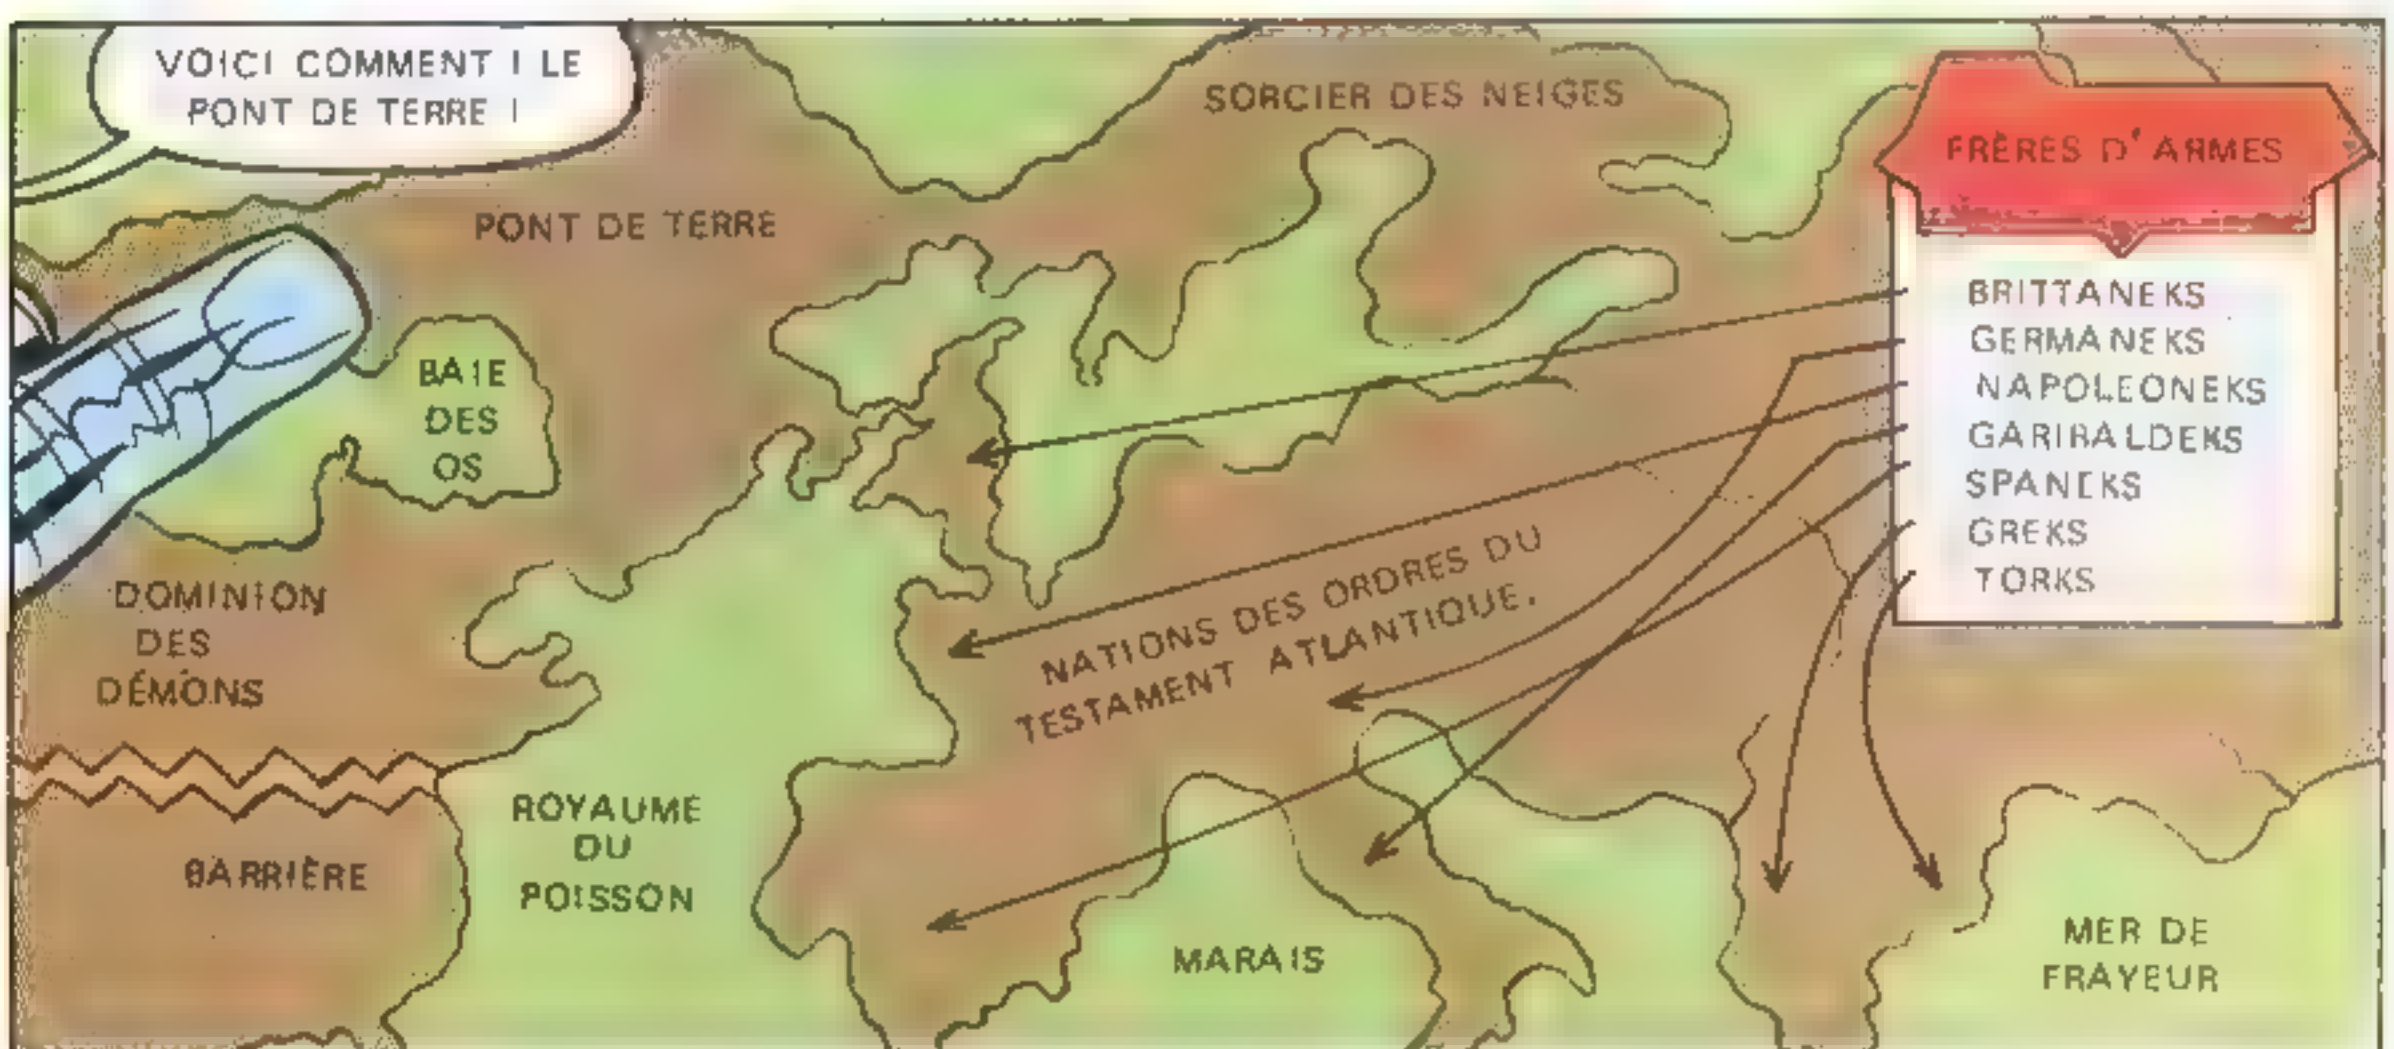 VOICI COMMENT ! LE
PONT DE TERRE !
SORCIER DES NEIGES
FRÈRES D'ARMES
PONT DE TERRE
BRITTANEKS
GERMANEKS
NAPOLEONEKS
GARIBALDEKS
SPANEKS
GREKS
TORKS
BAIE
DES
OS
NATIONS DES ORDRES DU
TESTAMENT ATLANTIQUE.
DOMINION
DES
DÉMONS
ROYAUME
DU
POISSON
BARRIÈRE
MARAIS
MER DE
FRAYEUR